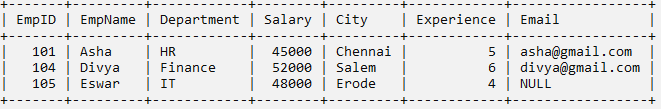 +-------+---------+------------+--------+---------+------------+-----------------+
| EmpID | EmpName | Department | Salary | City    | Experience | Email           |
+-------+---------+------------+--------+---------+------------+-----------------+
|   101 | Asha    | HR         |  45000 | Chennai |          5 | asha@gmail.com  |
|   104 | Divya   | Finance    |  52000 | Salem   |          6 | divya@gmail.com |
|   105 | Eswar   | IT         |  48000 | Erode   |          4 | NULL            |
+-------+---------+------------+--------+---------+------------+-----------------+